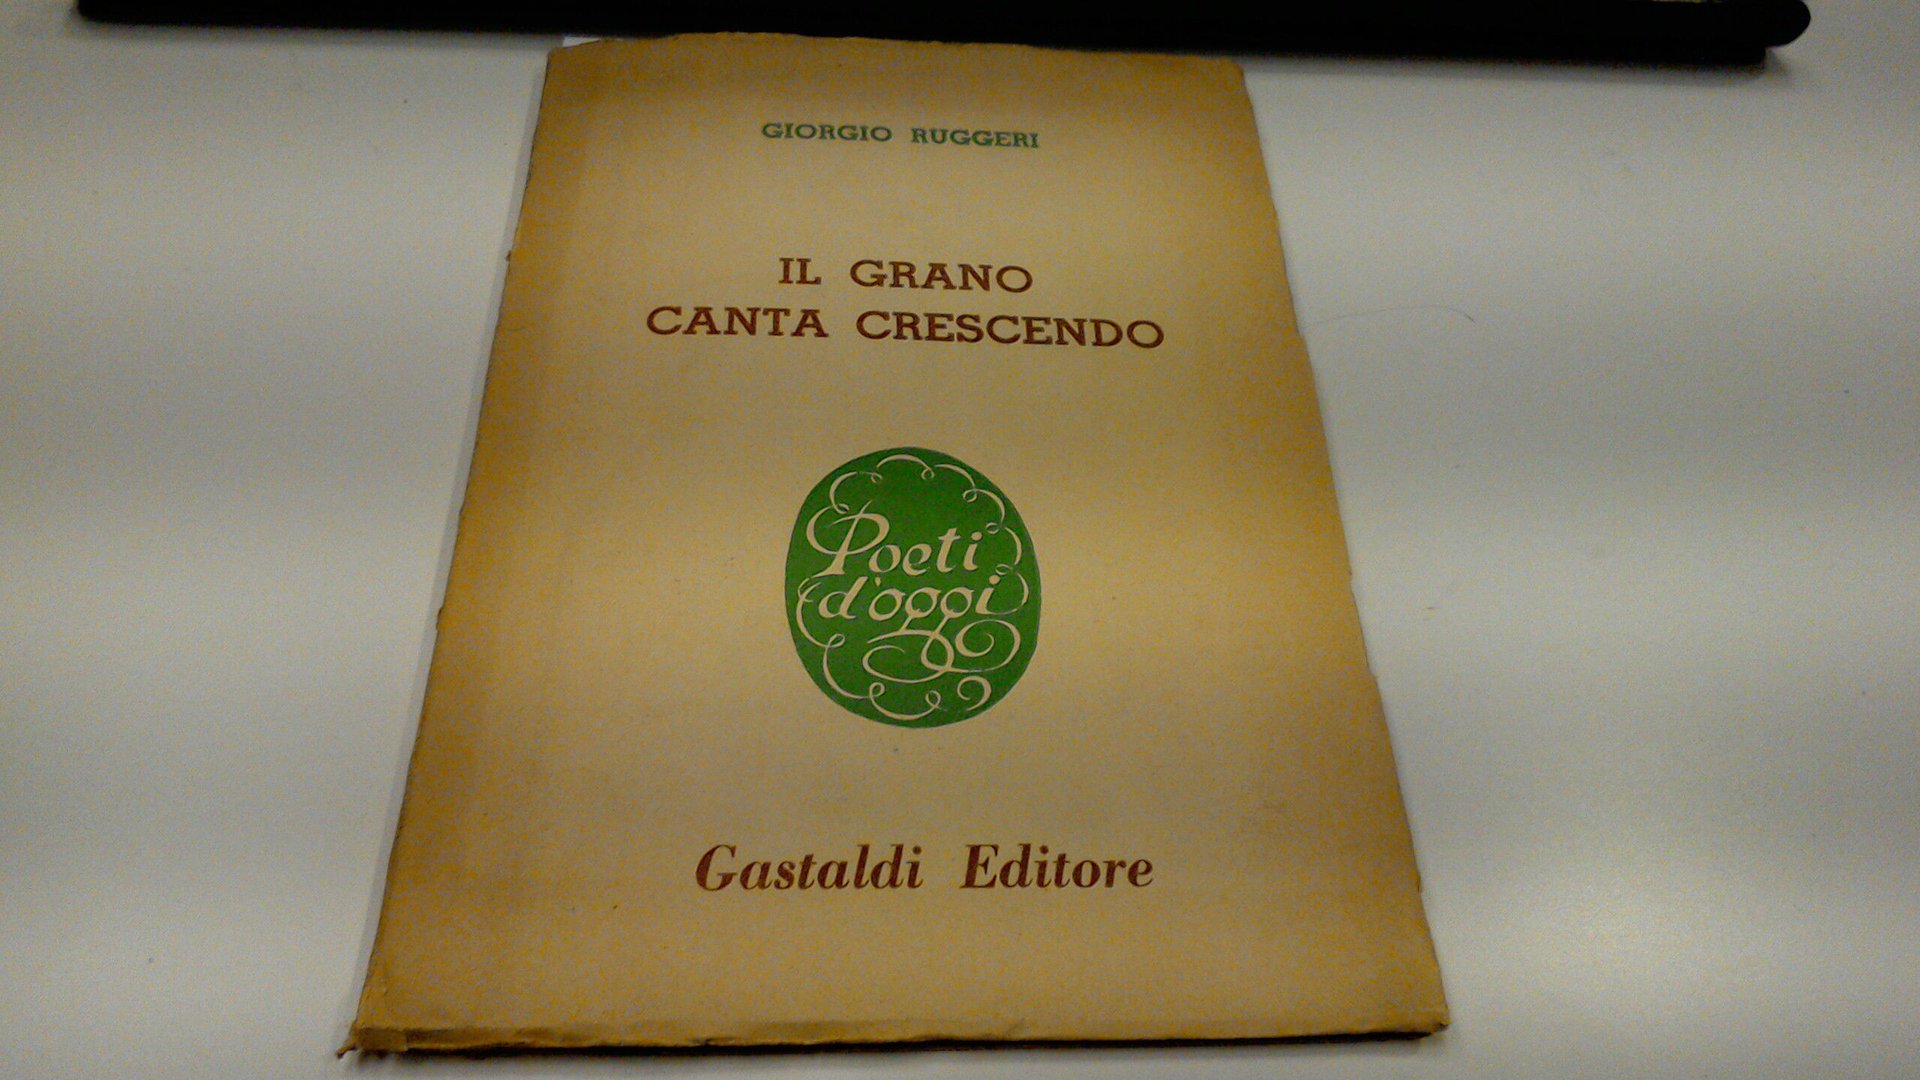 GIORGIO RUGGERI
IL GRANO
CANTA CRESCENDO
Poeti
d'oggi
Gastaldi Editore